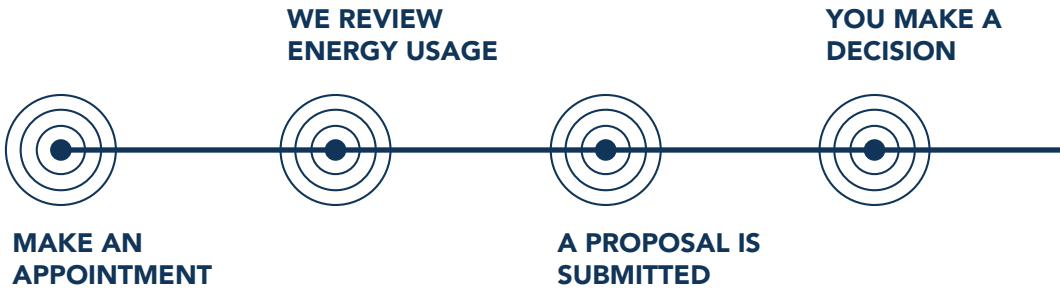 WE REVIEW
ENERGY USAGE
YOU MAKE A
DECISION
MAKE AN
APPOINTMENT
A PROPOSAL IS
SUBMITTED